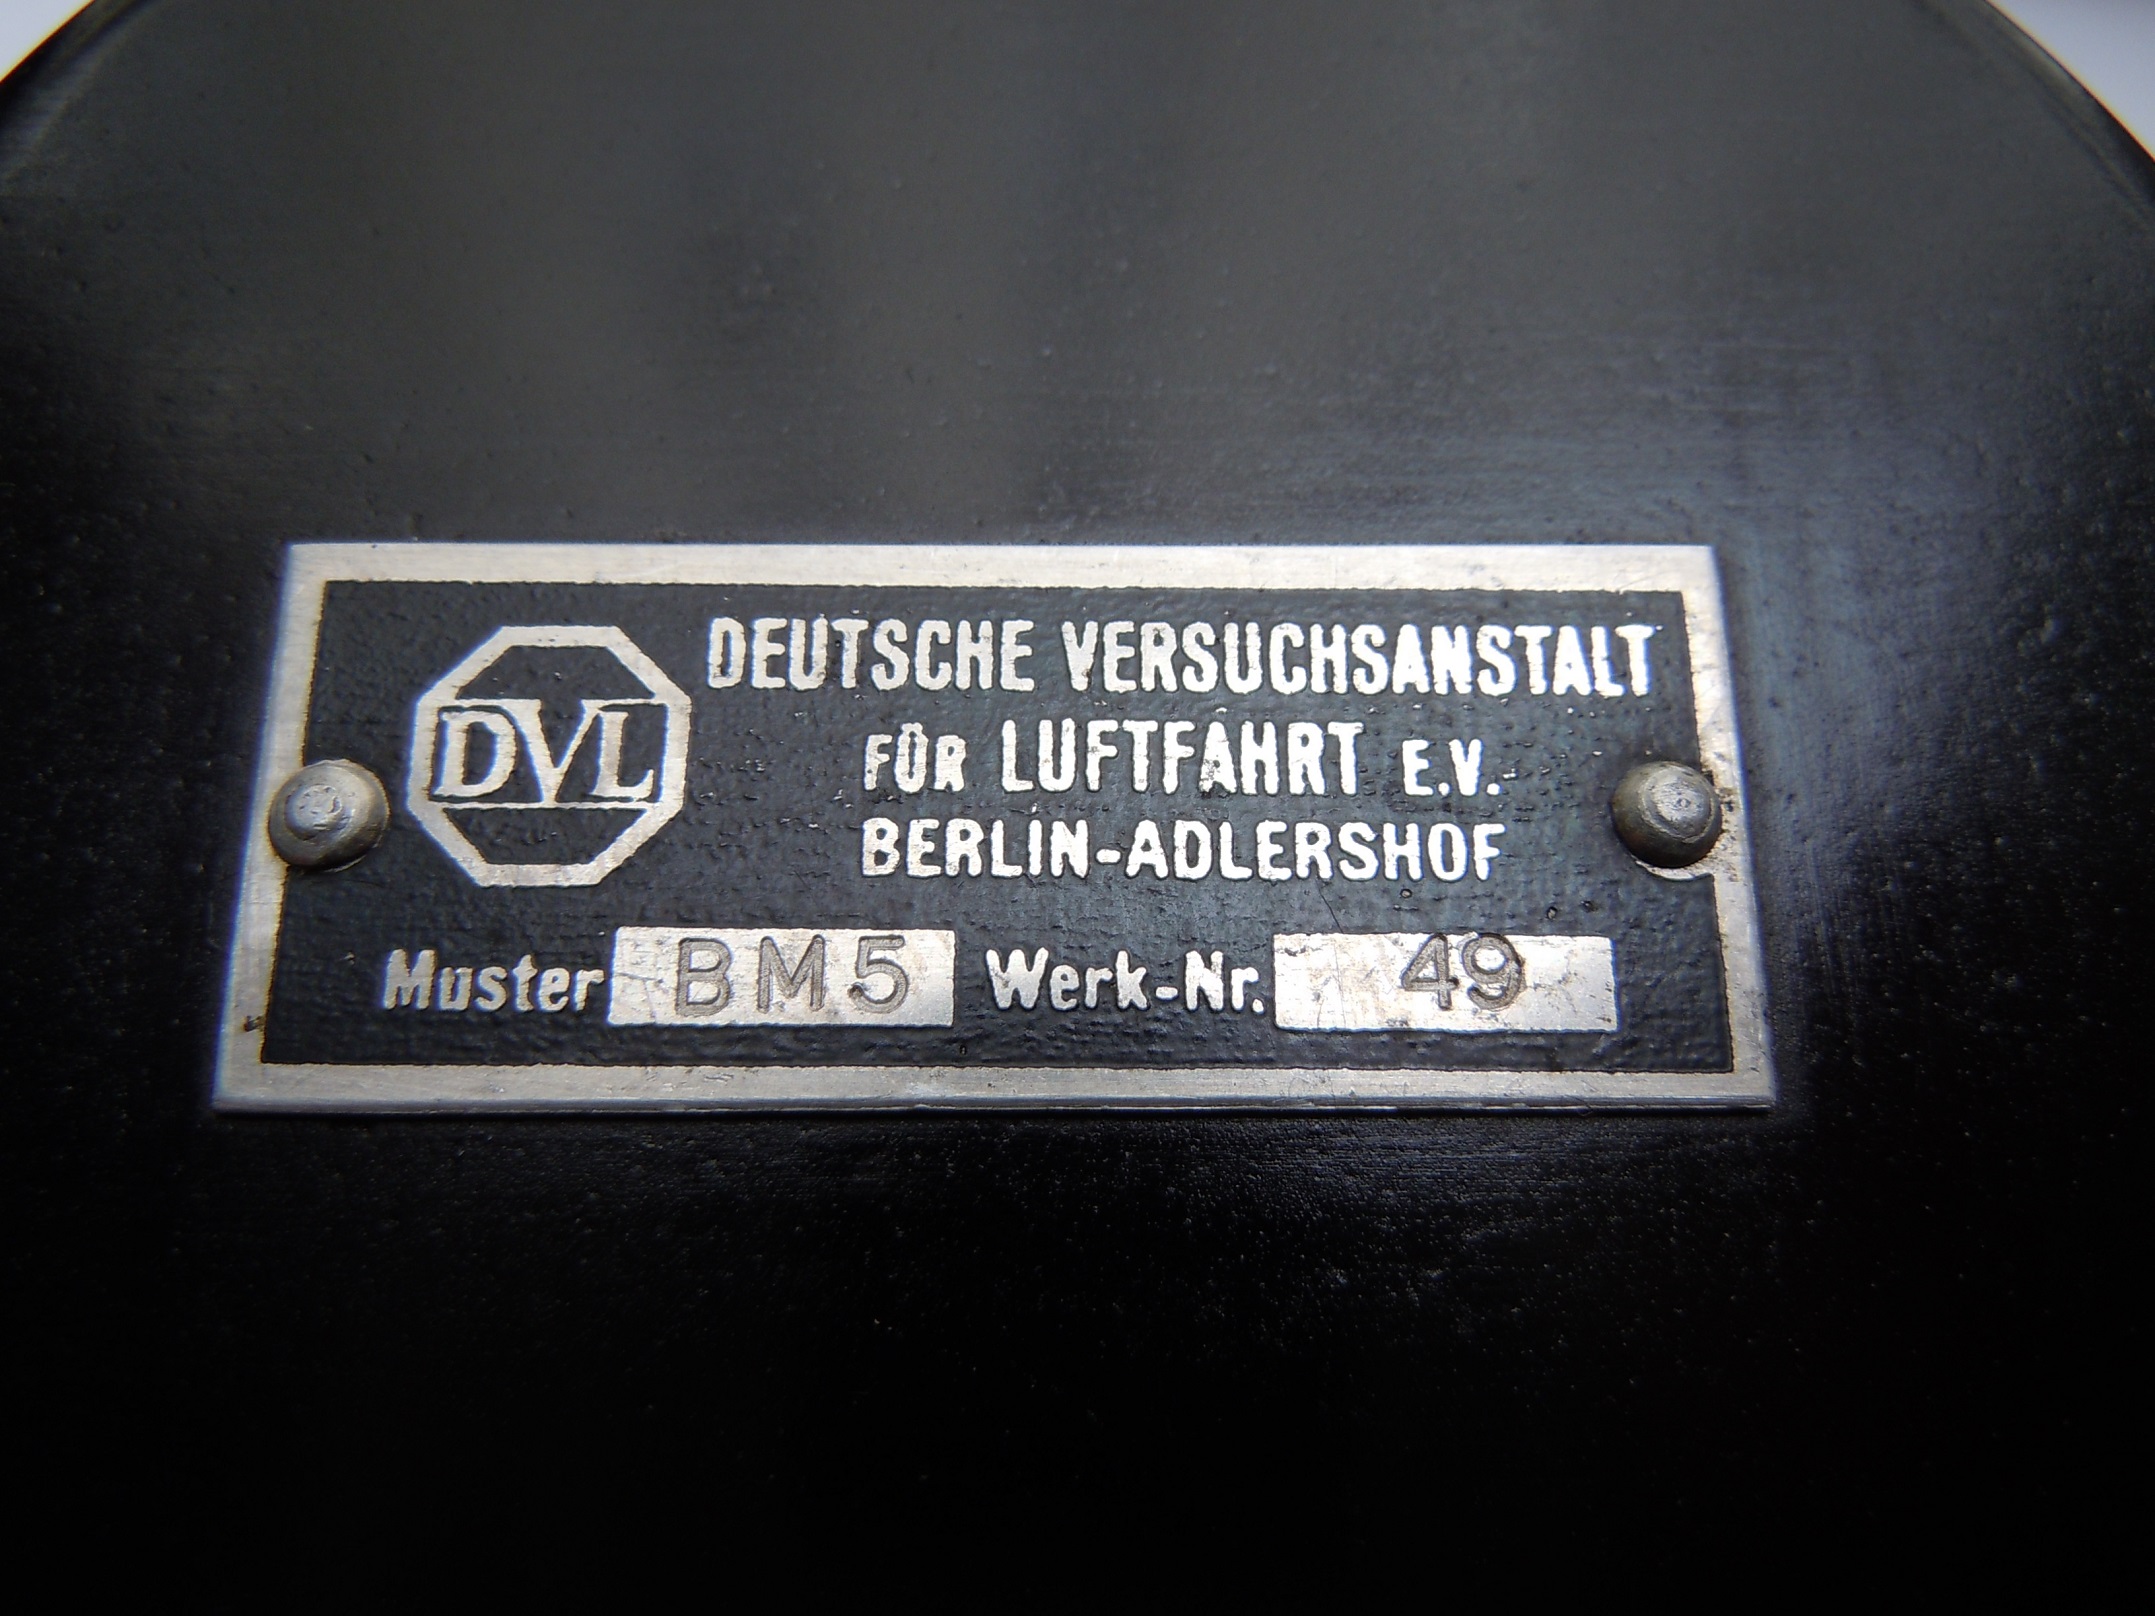 DVL
DEUTSCHE VERSUCHSANSTALT
FÜR LUFTFAHRT E.V.
BERLIN-ADLERSHOF
Muster BM5 Werk-Nr. 49